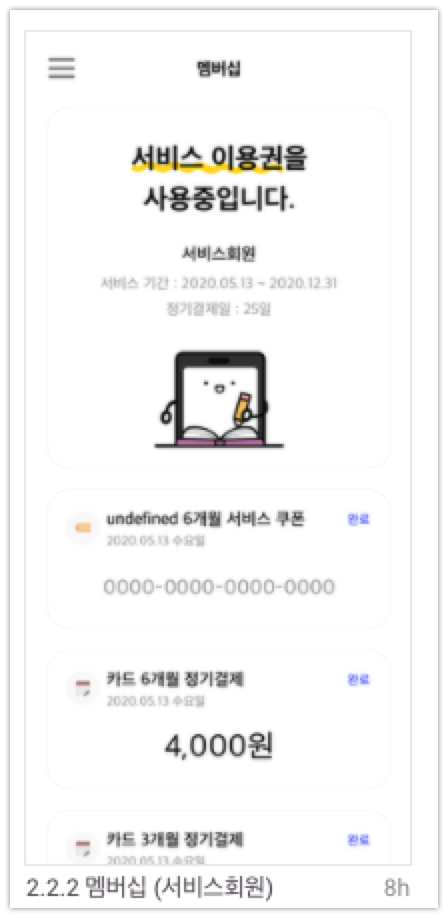 멤버십
서비스 이용권을
사용중입니다.
서비스회원
서비스 기간 : 2020.05.13 ~ 2020.12.31
정기결제일 : 25일
undefined 6개월 서비스 쿠폰
완료
2020.05.13 수요일
0000-0000-0000-0000
카드 6개월 정기결제
완료
2020.05.13 수요일
4,000원
카드 3개월 정기결제
완료
2020.05.13 수요일
2.2.2 멤버십 (서비스회원)
8h